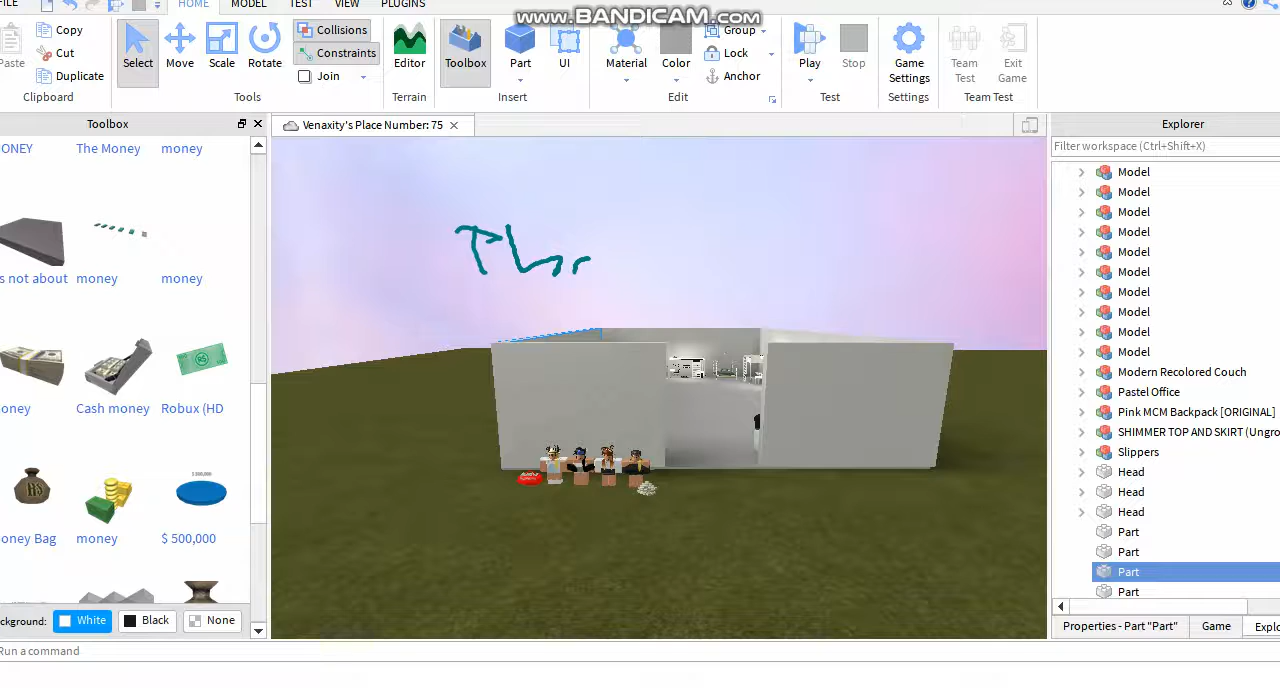 www.BANDICAM.com
FILE HOME MODEL TEST VIEW PLUGINS
Paste
Copy
Cut
Duplicate
Clipboard
Select
Move
Scale
Rotate
Collisions
Constraints
Join
Tools
Editor
Terrain
Toolbox
Part
UI
Insert
Material
Color
Group
Lock
Anchor
Edit
Play
Stop
Test
Game
Settings
Settings
Team
Test
Exit
Game
Team Test
Toolbox
Venaxity's Place Number: 75
Explorer
Filter workspace (Ctrl+Shift+X)
ONEY
The Money
money
s not about
money
money
oney
Cash money
Robux (HD
1,000,000
oney Bag
money
$ 500,000
ckground: White Black None
Model
Model
Model
Model
Model
Model
Model
Model
Model
Model
Modern Recolored Couch
Pastel Office
Pink MCM Backpack [ORIGINAL]
SHIMMER TOP AND SKIRT (Ungro
Slippers
Head
Head
Head
Part
Part
Part
Part
Properties - Part "Part"
Game
Explo
Run a command